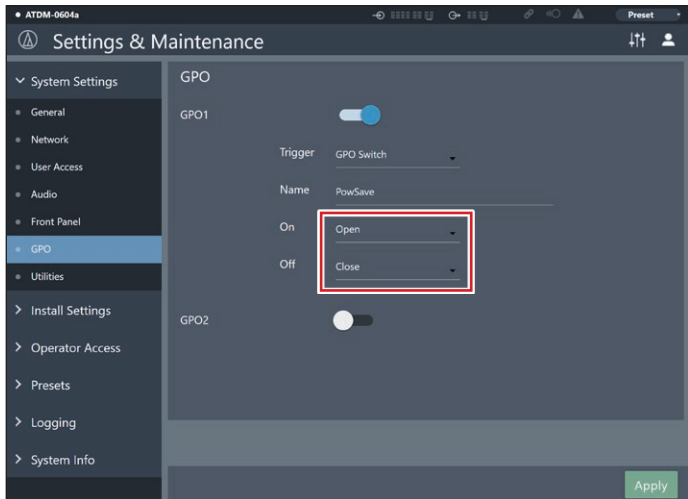 ATDM-0604a
Preset
Settings & Maintenance
System Settings
General
Network
User Access
Audio
Front Panel
GPO
Utilities
Install Settings
Operator Access
Presets
Logging
System Info
GPO
GPO1
Trigger GPO Switch
Name PowSave
On Open
Off Close
GPO2
Apply